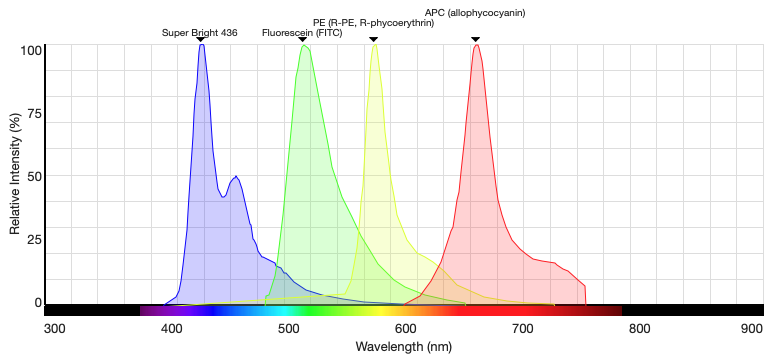 APC (allophycocyanin)
PE (R-PE, R-phycoerythrin)
Super Bright 436
Fluorescein (FITC)
100
75
50
25
0
Relative Intensity (%)
300 400 500 600 700 800 900
Wavelength (nm)